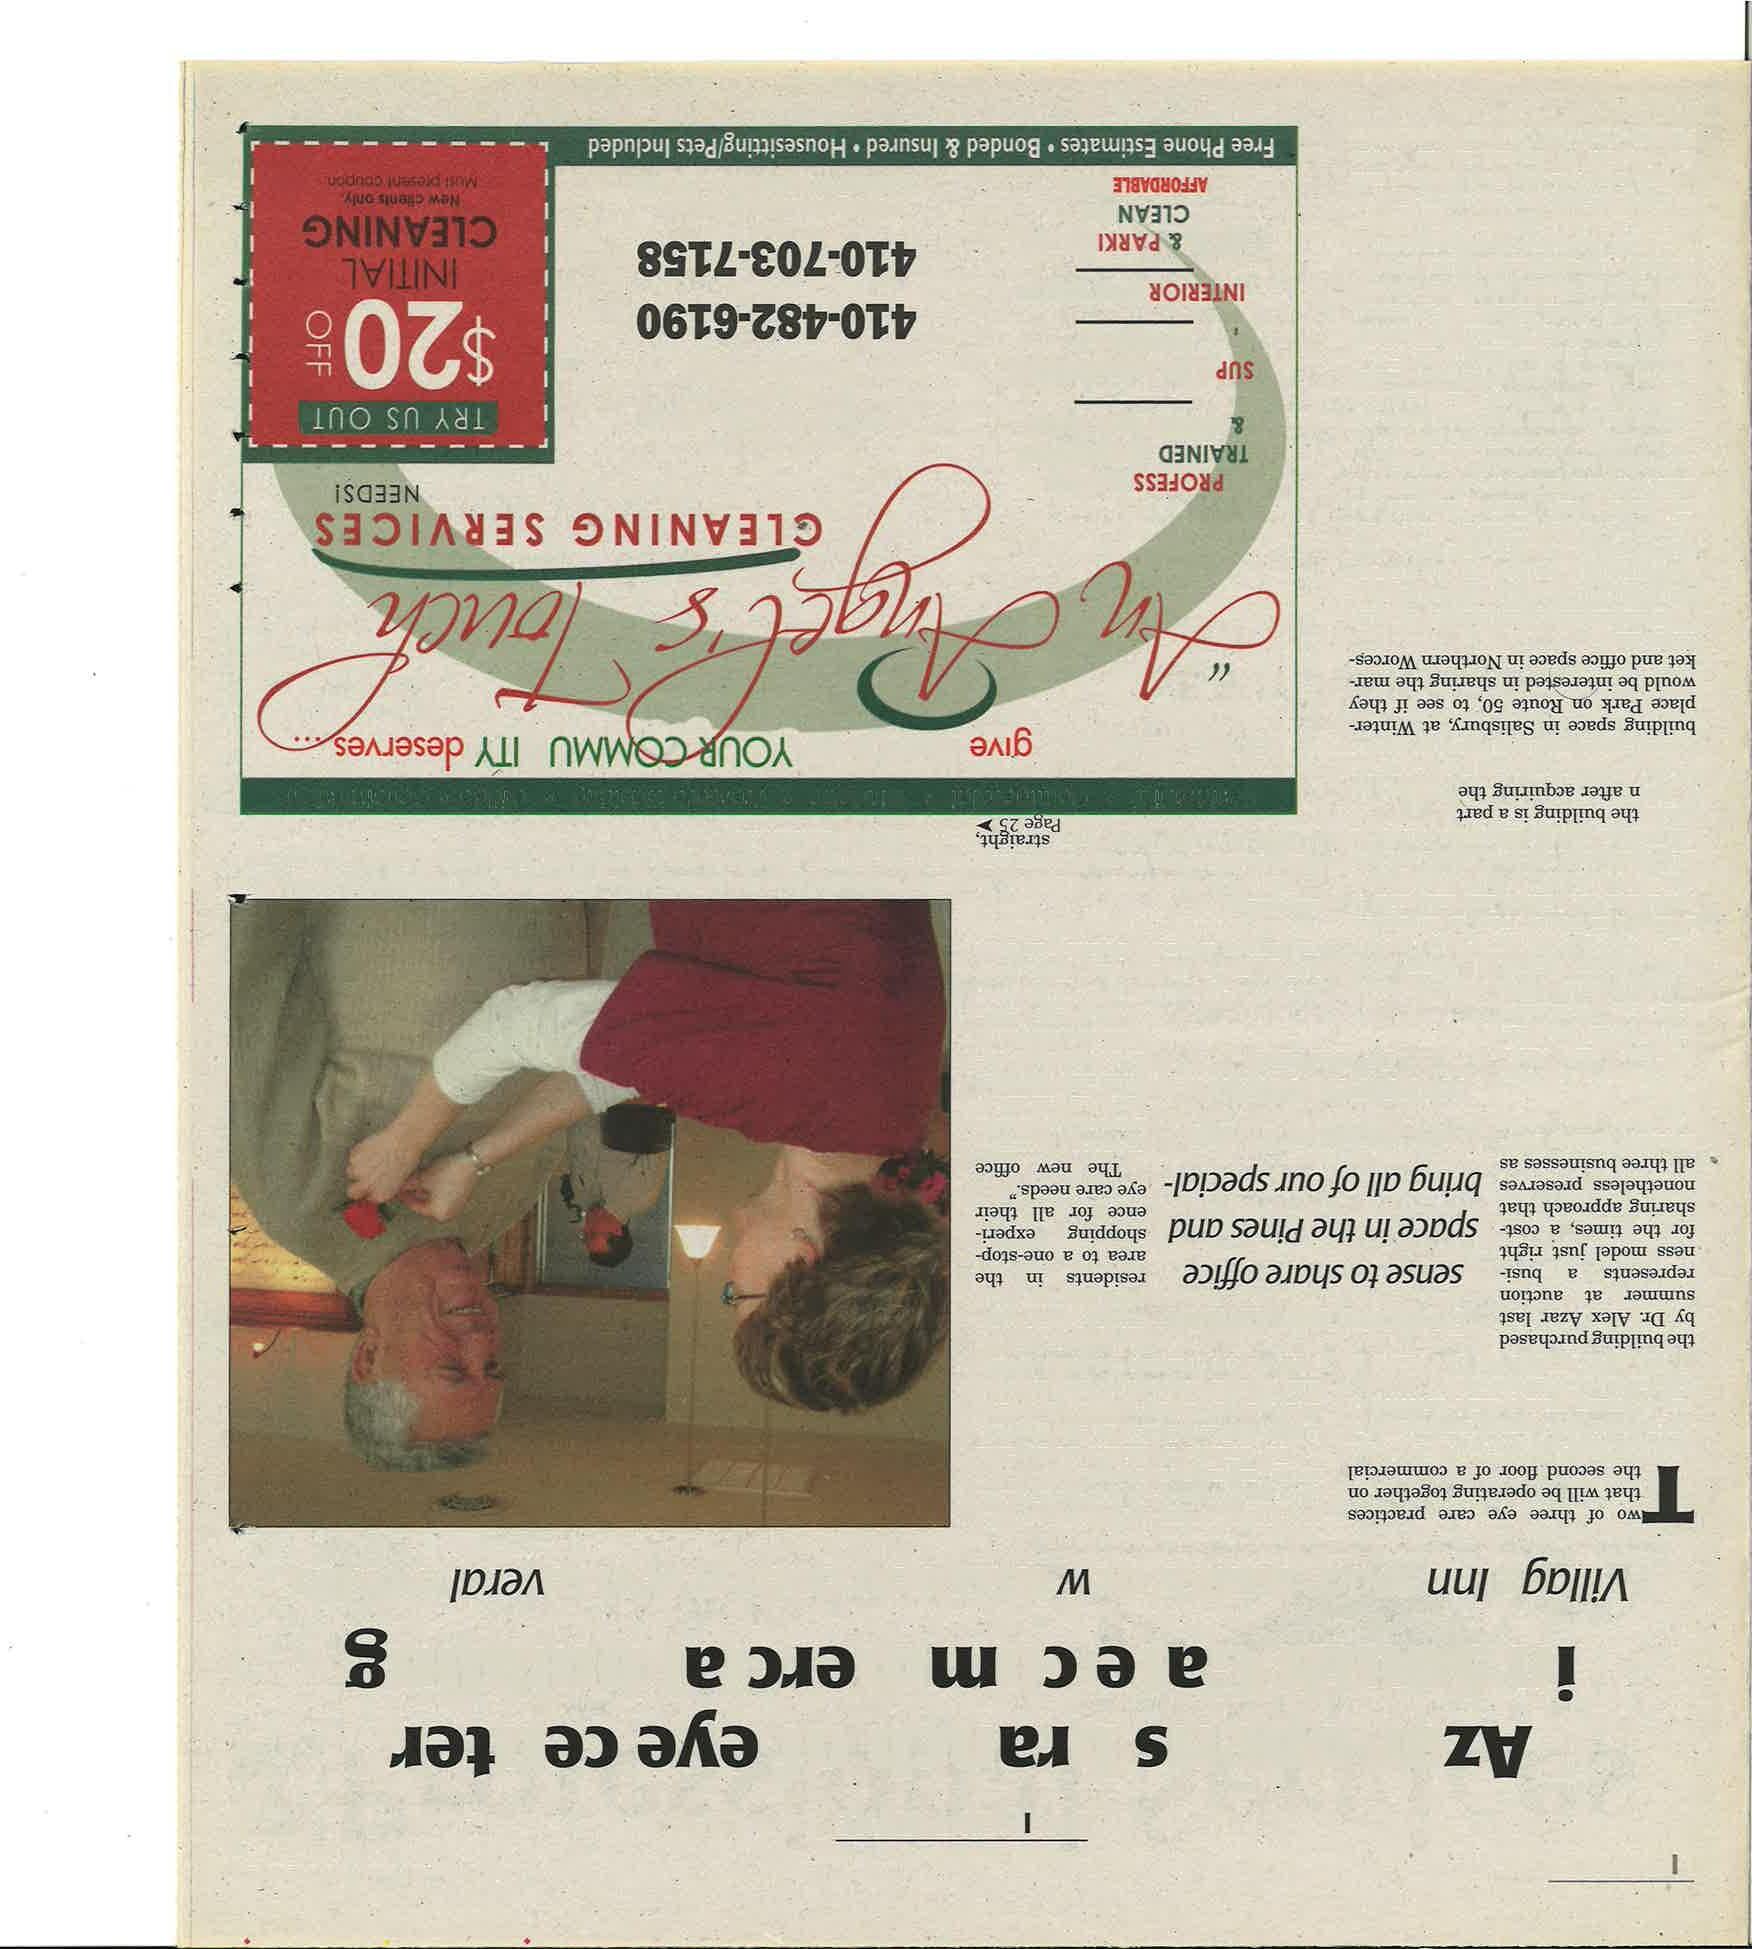 Az s ra eye ce ter
i a e c m erc a g
Villag Inn w veral
Two of three eye care practices
that will be operating together on
the second floor of a commercial
the building purchased
by Dr. Alex Azar last
summer at auction
represents a busi-
ness model just right
for the times, a cost-
sharing approach that
nonetheless preserves
all three businesses as
the building is a part
n after acquiring the
building space in Salisbury, at Winter-
place Park on Route 50, to see if they
would be interested in sharing the mar-
ket and office space in Northern Worces-
sense to share office
space in the Pines and
bring all of our special-
residents in the
area to a one-stop-
shopping experi-
ence for all their
eye care needs."
The new office
straight,
Page 25 ➤
give YOUR COMMU ITY deserves ...
"An Angel's Touch
CLEANING SERVICES
NEEDS!
PROFESS
TRAINED
&
SUP
,
INTERIOR
& PARKI
CLEAN
AFFORDABLE
410-482-6190
410-703-7158
TRY US OUT
$20 OFF
INITIAL
CLEANING
New clients only.
Must present coupon.
Free Phone Estimates • Bonded & Insured • Housesitting/Pets Included